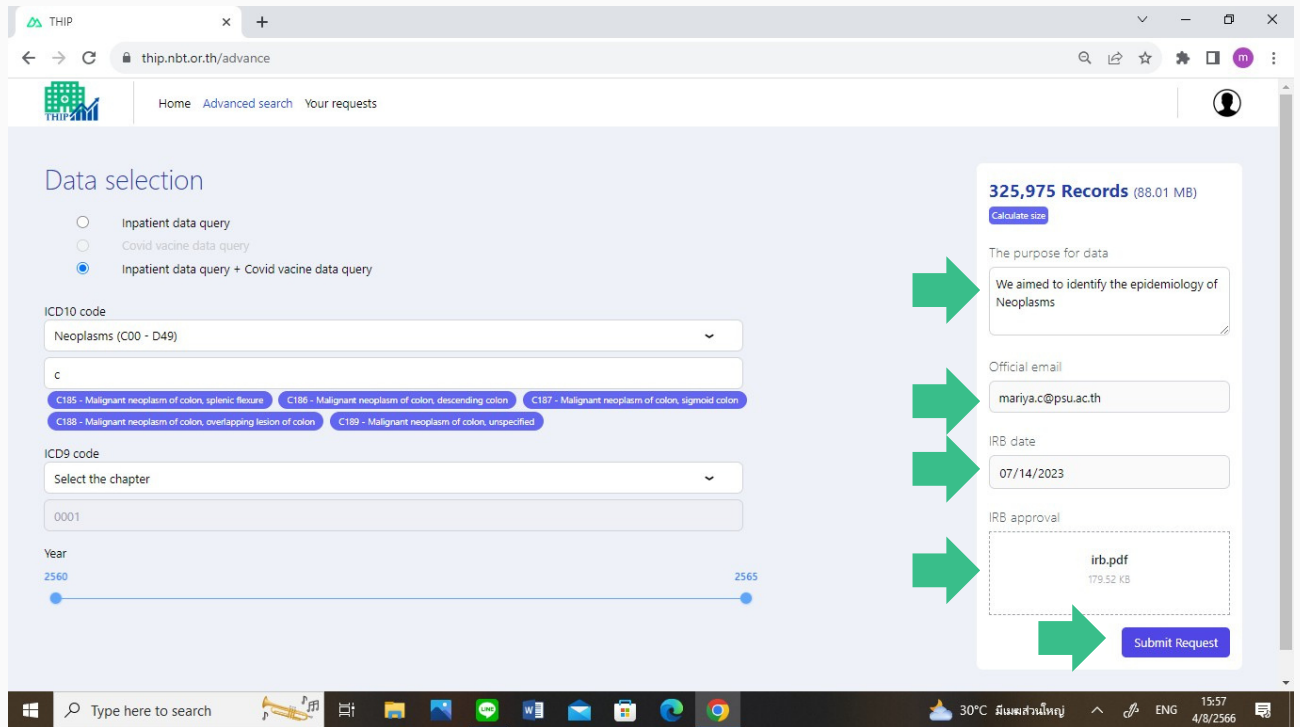 THIP
thip.nbt.or.th/advance
m
THIP
Home Advanced search Your requests
Data selection
Inpatient data query
Covid vacine data query
Inpatient data query + Covid vacine data query
ICD10 code
Neoplasms (C00 - D49)
c
C185 - Malignant neoplasm of colon, splenic flexure C186 - Malignant neoplasm of colon, descending colon C187 - Malignant neoplasm of colon, sigmoid colon
C188 - Malignant neoplasm of colon, overlapping lesion of colon C189 - Malignant neoplasm of colon, unspecified
ICD9 code
Select the chapter
0001
Year
2560 2565
325,975 Records (88.01 MB)
Calculate size
The purpose for data
We aimed to identify the epidemiology of
Neoplasms
Official email
mariya.c@psu.ac.th
IRB date
07/14/2023
IRB approval
irb.pdf
179.52 KB
Submit Request
Type here to search
LINE
W
30°C มีเมฆส่วนใหญ่
ENG
15:57
4/8/2566